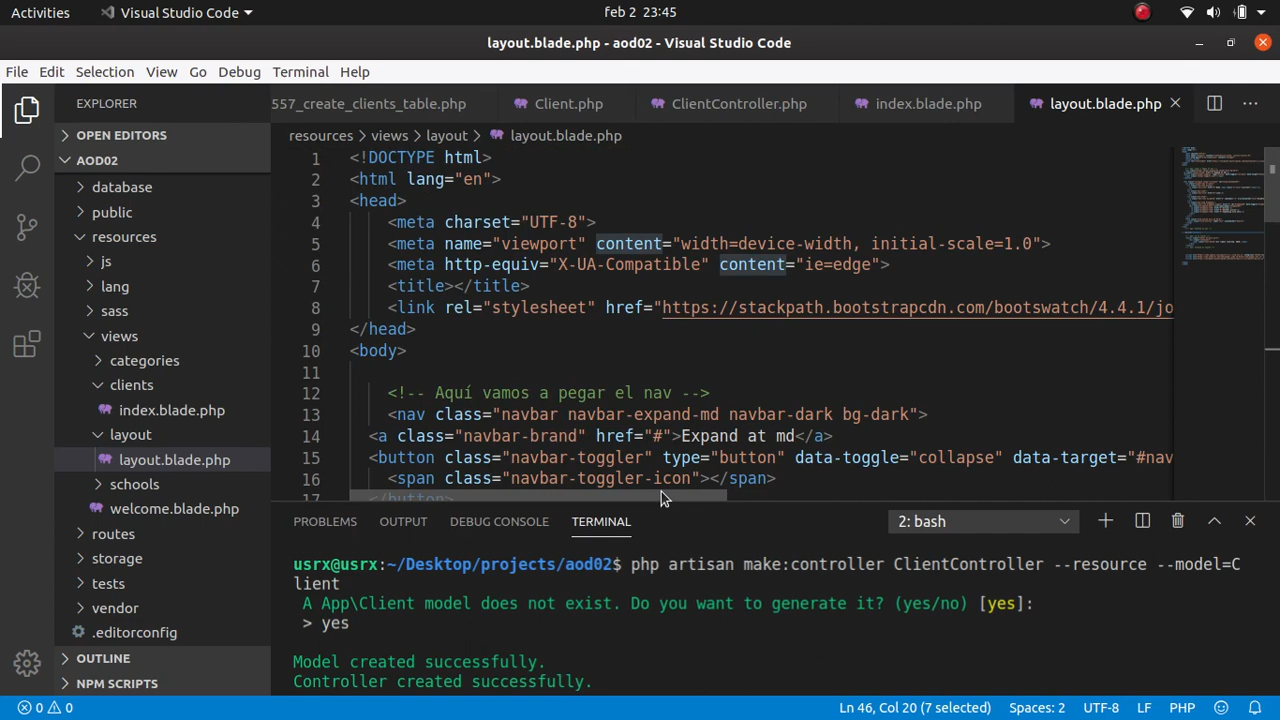 Activities Visual Studio Code feb 2 23:45
layout.blade.php - aod02 - Visual Studio Code
File Edit Selection View Go Debug Terminal Help
EXPLORER
OPEN EDITORS
AOD02
database
public
resources
js
lang
sass
views
categories
clients
index.blade.php
layout
layout.blade.php
schools
welcome.blade.php
routes
storage
tests
vendor
.editorconfig
OUTLINE
NPM SCRIPTS
557_create_clients_table.php Client.php ClientController.php index.blade.php layout.blade.php
resources > views > layout > layout.blade.php
1 <!DOCTYPE html>
2 <html lang="en">
3 <head>
4 <meta charset="UTF-8">
5 <meta name="viewport" content="width=device-width, initial-scale=1.0">
6 <meta http-equiv="X-UA-Compatible" content="ie=edge">
7 <title></title>
8 <link rel="stylesheet" href="https://stackpath.bootstrapcdn.com/bootswatch/4.4.1/jo
9 </head>
10 <body>
11
12 <!-- Aquí vamos a pegar el nav -->
13 <nav class="navbar navbar-expand-md navbar-dark bg-dark">
14 <a class="navbar-brand" href="#">Expand at md</a>
15 <button class="navbar-toggler" type="button" data-toggle="collapse" data-target="#nav
16 <span class="navbar-toggler-icon"></span>
17 </button>
PROBLEMS OUTPUT DEBUG CONSOLE TERMINAL 2: bash
usrx@usrx:~/Desktop/projects/aod02$ php artisan make:controller ClientController --resource --model=C
lient
A App\Client model does not exist. Do you want to generate it? (yes/no) [yes]:
> yes
Model created successfully.
Controller created successfully.
0 0 Ln 46, Col 20 (7 selected) Spaces: 2 UTF-8 LF PHP